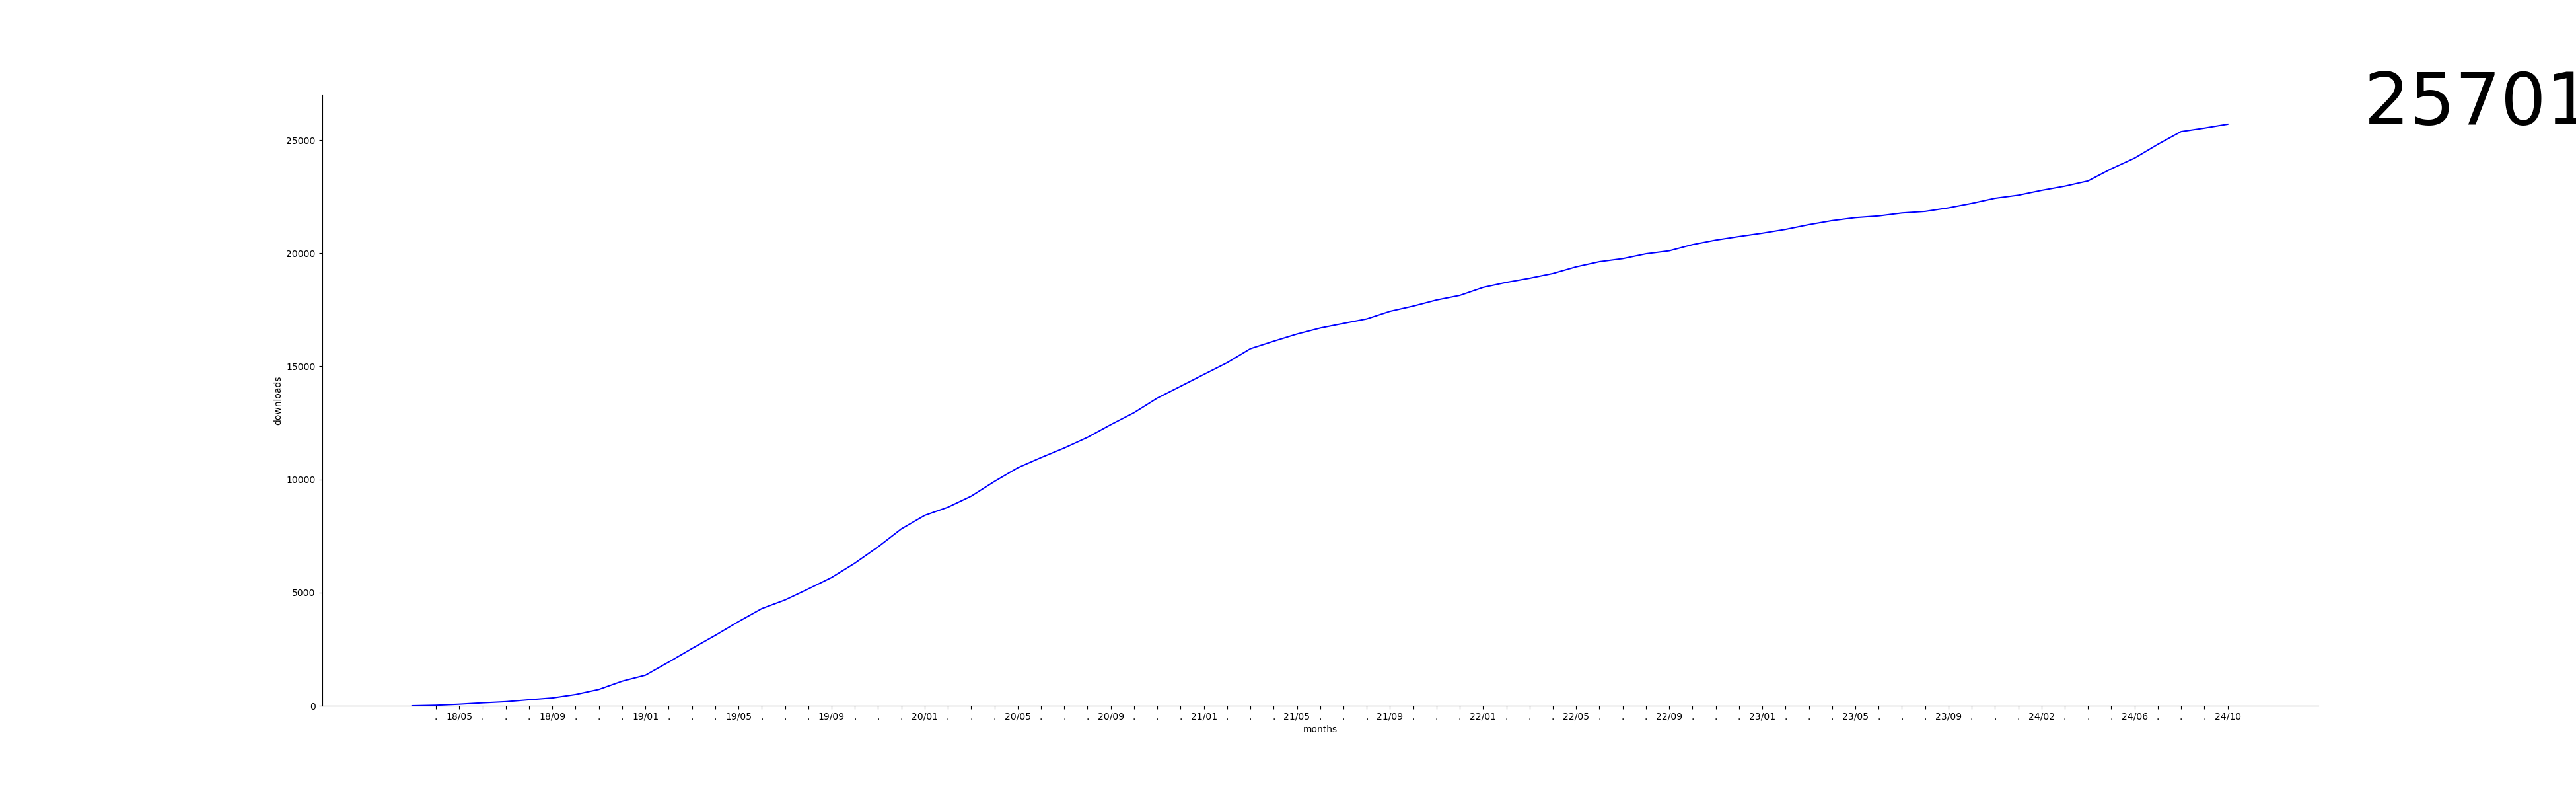 25701
25000
20000
15000
10000
5000
0
downloads
. 18/05 . . . 18/09 . . . 19/01 . . . 19/05 . . . 19/09 . . . 20/01 . . . 20/05 . . . 20/09 . . . 21/01 . . . 21/05 . . . 21/09 . . . 22/01 . . . 22/05 . . . 22/09 . . . 23/01 . . . 23/05 . . . 23/09 . . . 24/02 . . . 24/06 . . . 24/10
months